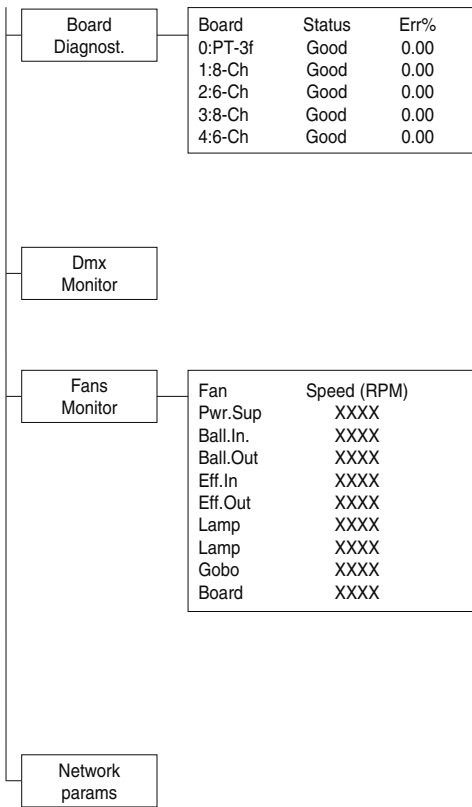 Board
Diagnost.
Board Status Err%
0:PT-3f Good 0.00
1:8-Ch Good 0.00
2:6-Ch Good 0.00
3:8-Ch Good 0.00
4:6-Ch Good 0.00
Dmx
Monitor
Fans
Monitor
Fan Speed (RPM)
Pwr.Sup XXXX
Ball.In. XXXX
Ball.Out XXXX
Eff.In XXXX
Eff.Out XXXX
Lamp XXXX
Lamp XXXX
Gobo XXXX
Board XXXX
Network
params